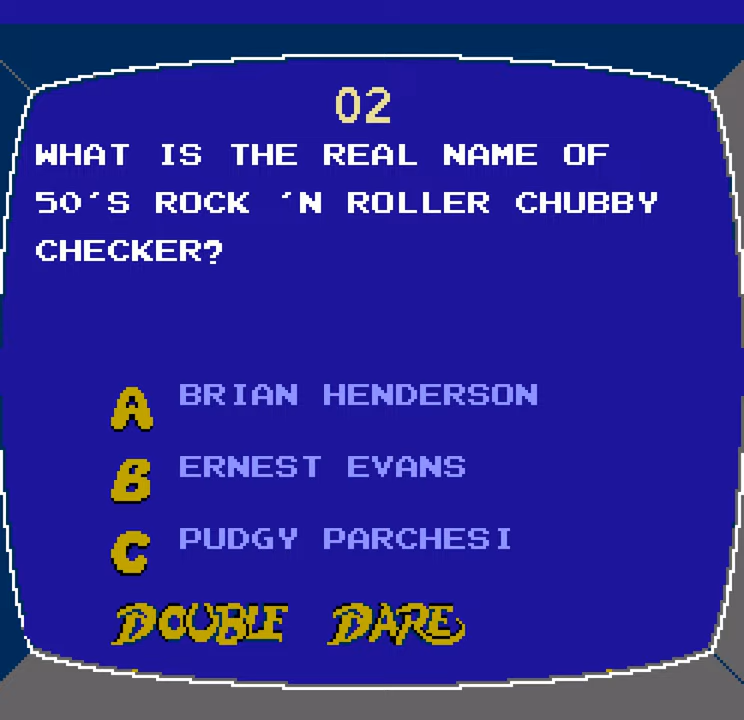 02
WHAT IS THE REAL NAME OF
50'S ROCK 'N ROLLER CHUBBY
CHECKER?
A BRIAN HENDERSON
B ERNEST EVANS
C PUDGY PARCHESI
DOUBLE DARE